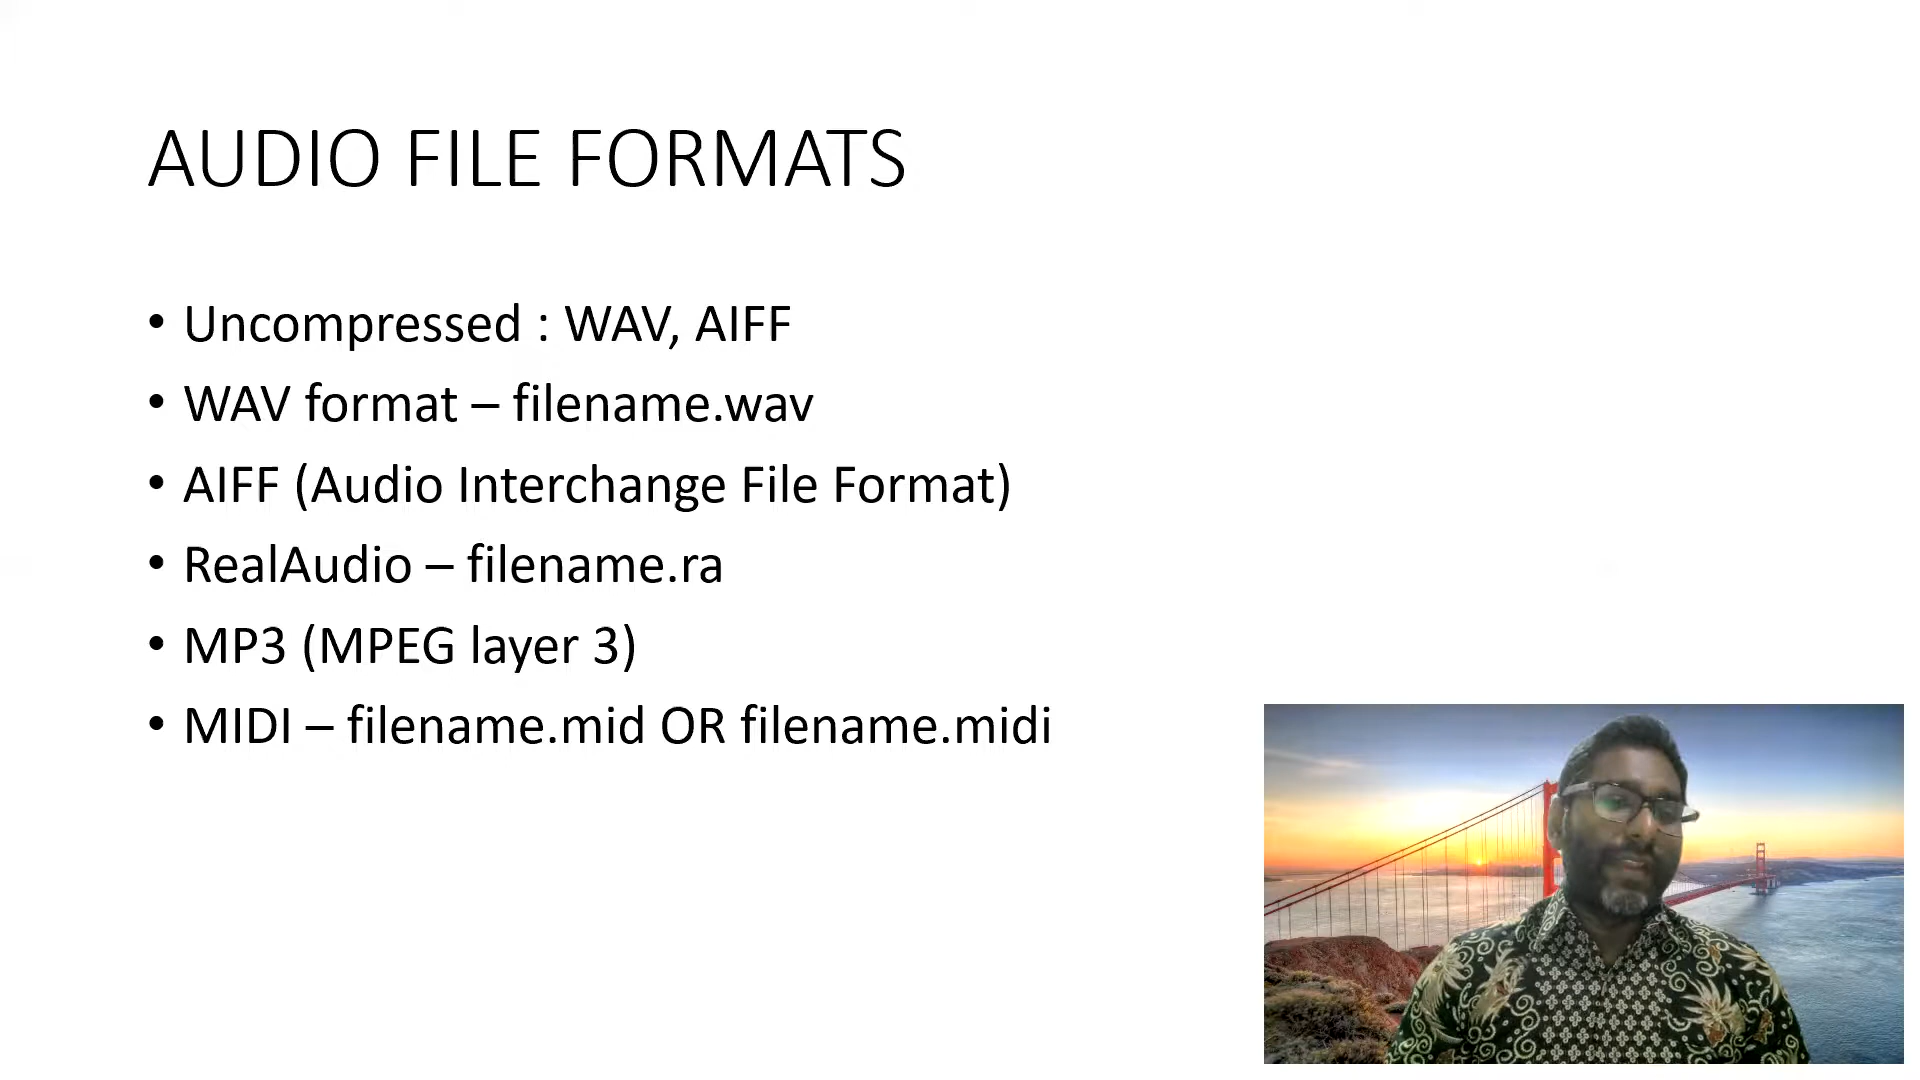 AUDIO FILE FORMATS
• Uncompressed : WAV, AIFF
• WAV format – filename.wav
• AIFF (Audio Interchange File Format)
• RealAudio – filename.ra
• MP3 (MPEG layer 3)
• MIDI – filename.mid OR filename.midi